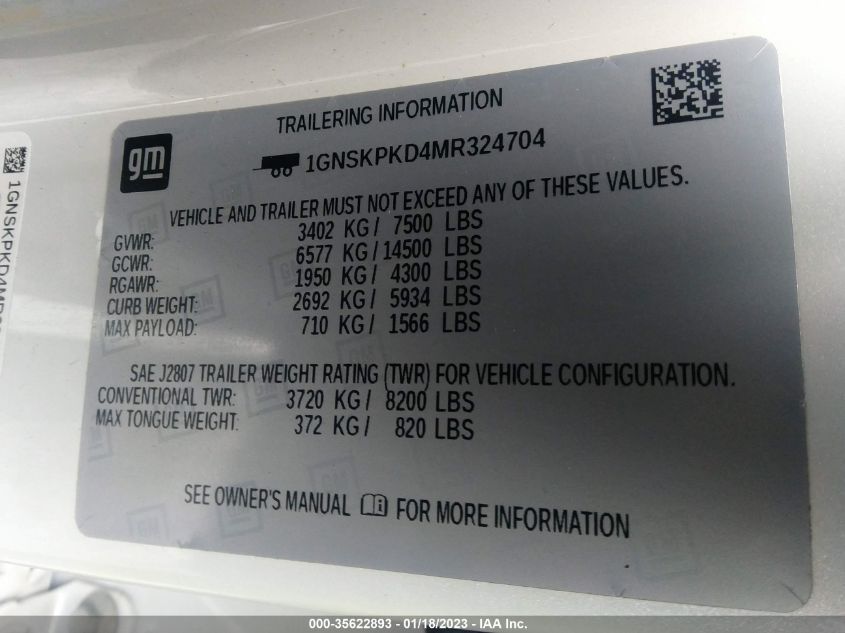 TRAILERING INFORMATION
gm
1GNSKPKD4MR324704
VEHICLE AND TRAILER MUST NOT EXCEED ANY OF THESE VALUES.
GVWR: 3402 KG / 7500 LBS
GCWR: 6577 KG / 14500 LBS
RGAWR: 1950 KG / 4300 LBS
CURB WEIGHT: 2692 KG / 5934 LBS
MAX PAYLOAD: 710 KG / 1566 LBS
SAE J2807 TRAILER WEIGHT RATING (TWR) FOR VEHICLE CONFIGURATION.
CONVENTIONAL TWR: 3720 KG / 8200 LBS
MAX TONGUE WEIGHT: 372 KG / 820 LBS
SEE OWNER'S MANUAL FOR MORE INFORMATION
000-35622893 - 01/18/2023 - IAA Inc.